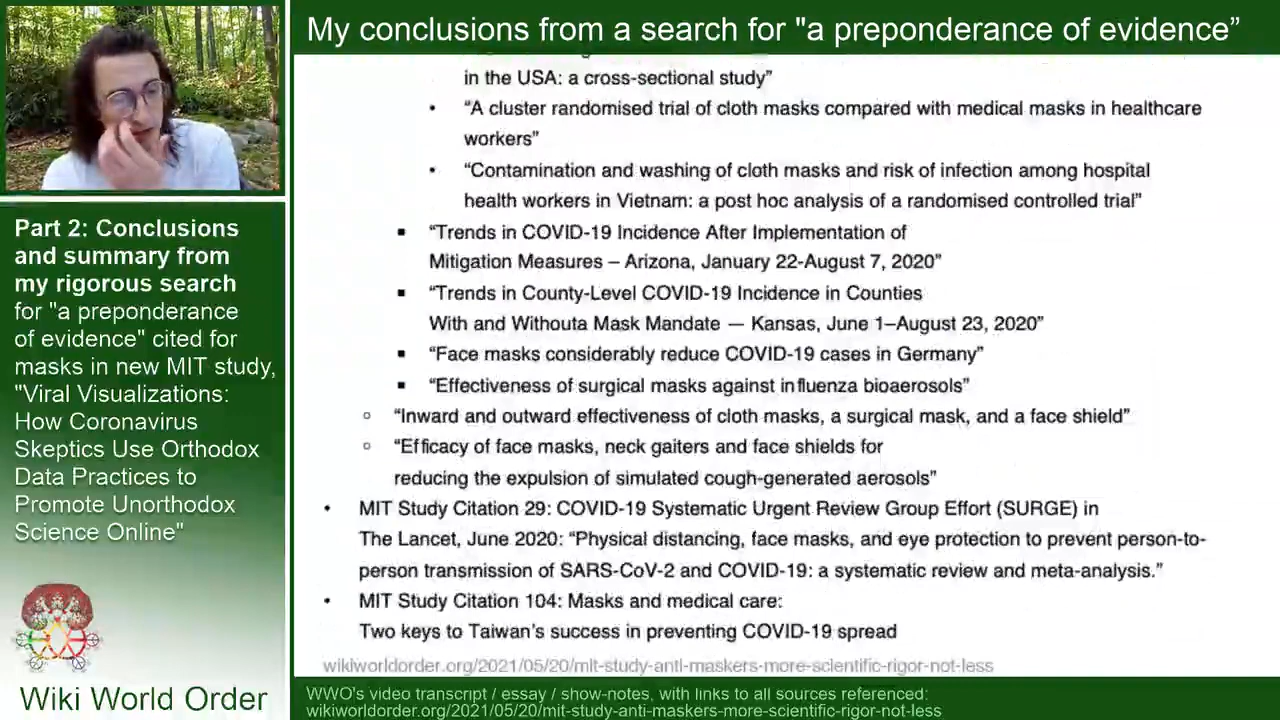 My conclusions from a search for "a preponderance of evidence”
in the USA: a cross-sectional study”
• “A cluster randomised trial of cloth masks compared with medical masks in healthcare
workers”
• “Contamination and washing of cloth masks and risk of infection among hospital
health workers in Vietnam: a post hoc analysis of a randomised controlled trial”
▪ “Trends in COVID-19 Incidence After Implementation of
Mitigation Measures – Arizona, January 22-August 7, 2020”
▪ “Trends in County-Level COVID-19 Incidence in Counties
With and Withouta Mask Mandate — Kansas, June 1–August 23, 2020”
▪ “Face masks considerably reduce COVID-19 cases in Germany”
▪ “Effectiveness of surgical masks against influenza bioaerosols”
○ “Inward and outward effectiveness of cloth masks, a surgical mask, and a face shield”
○ “Efficacy of face masks, neck gaiters and face shields for
reducing the expulsion of simulated cough-generated aerosols”
• MIT Study Citation 29: COVID-19 Systematic Urgent Review Group Effort (SURGE) in
The Lancet, June 2020: “Physical distancing, face masks, and eye protection to prevent person-to-
person transmission of SARS-CoV-2 and COVID-19: a systematic review and meta-analysis.”
• MIT Study Citation 104: Masks and medical care:
Two keys to Taiwan’s success in preventing COVID-19 spread
wikiworldorder.org/2021/05/20/mit-study-anti-maskers-more-scientific-rigor-not-less
Part 2: Conclusions
and summary from
my rigorous search
for "a preponderance
of evidence" cited for
masks in new MIT study,
"Viral Visualizations:
How Coronavirus
Skeptics Use Orthodox
Data Practices to
Promote Unorthodox
Science Online"
Wiki World Order
WWO's video transcript / essay / show-notes, with links to all sources referenced:
wikiworldorder.org/2021/05/20/mit-study-anti-maskers-more-scientific-rigor-not-less